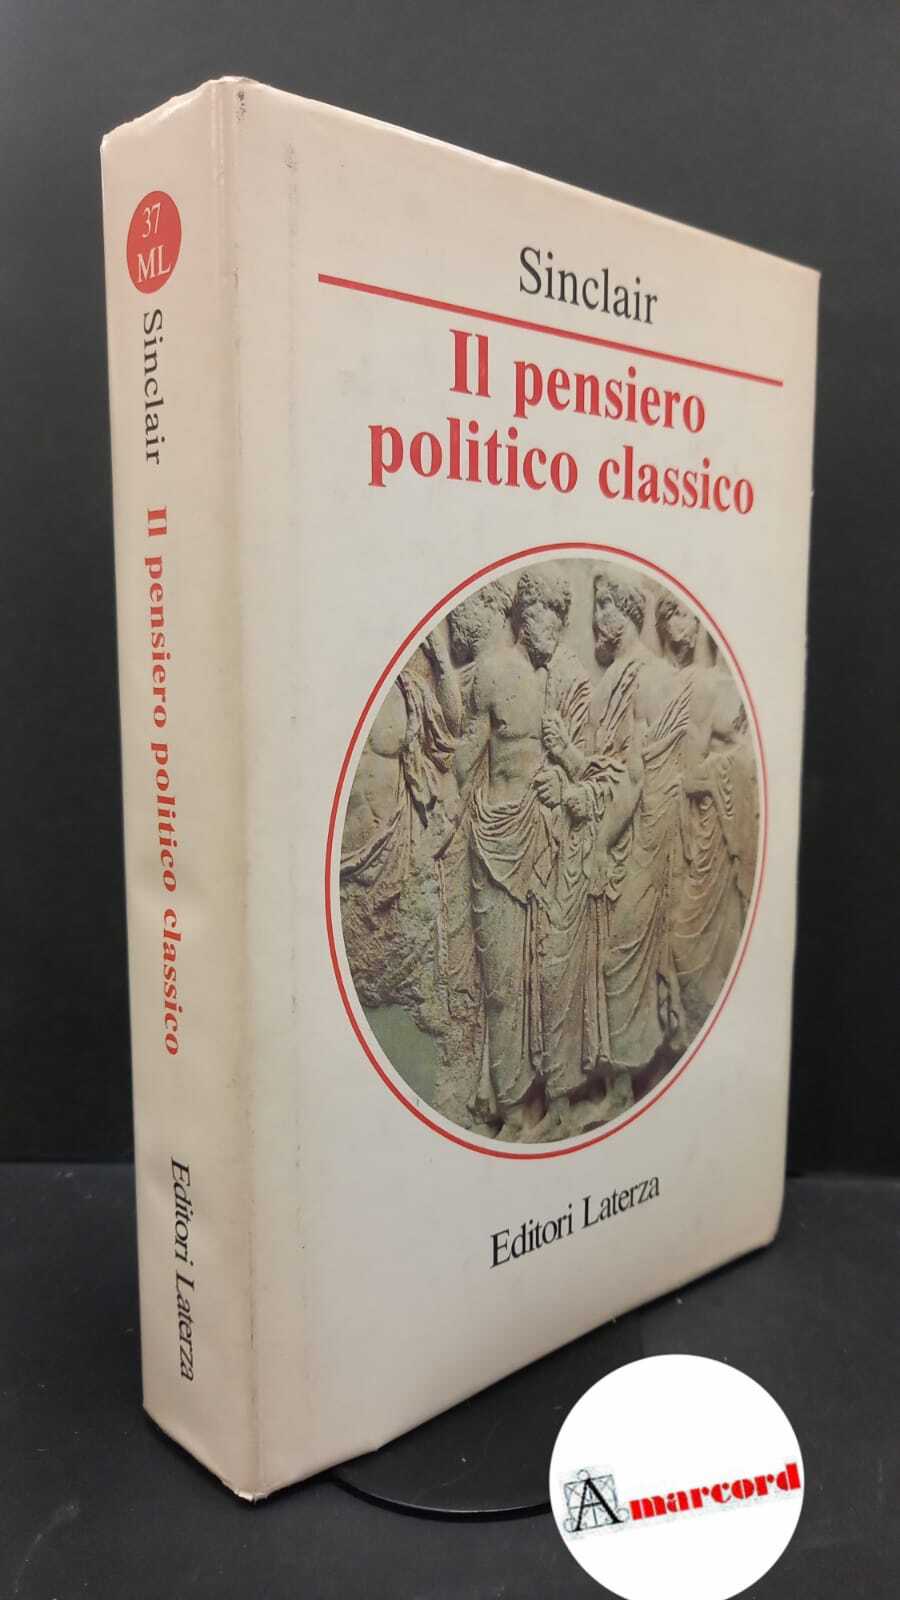 37
ML
Sinclair Il pensiero politico classico Editori Laterza
Sinclair
Il pensiero
politico classico
Editori Laterza
Amarcord